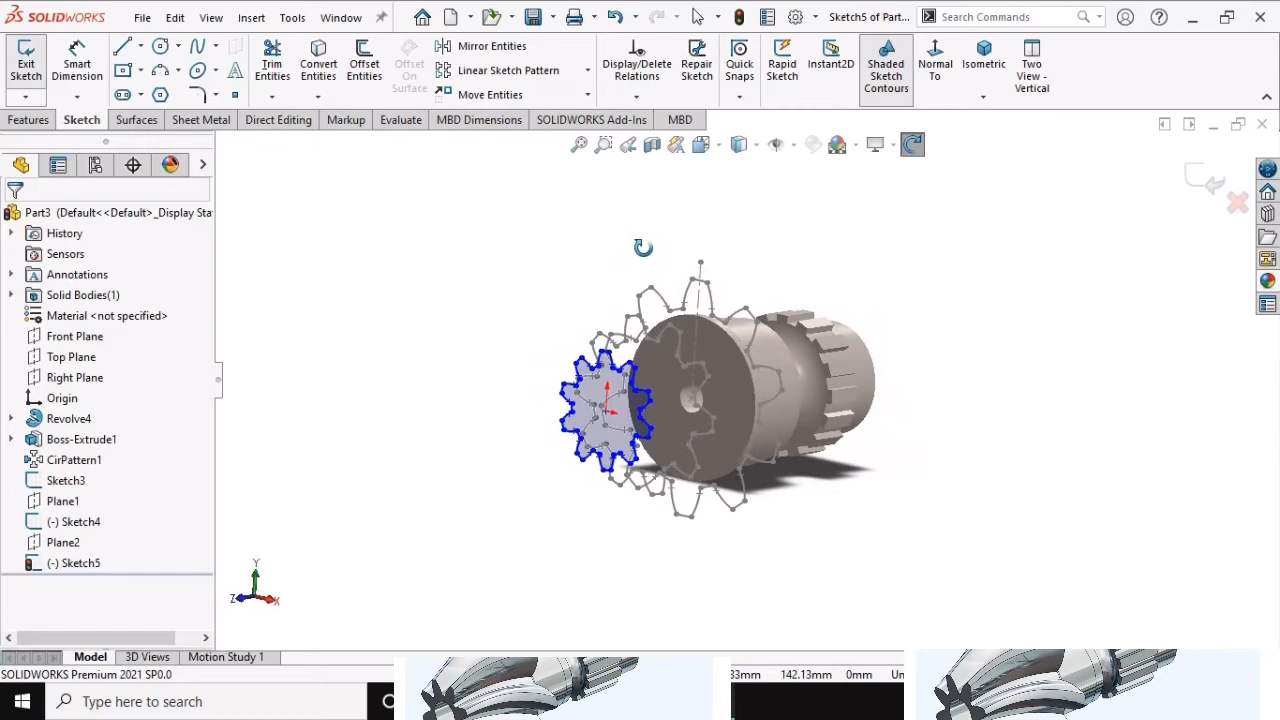 SOLIDWORKS
File
Edit
View
Insert
Tools
Window
Sketch5 of Part...
Search Commands
Exit Sketch
Smart Dimension
Trim Entities
Convert Entities
Offset Entities
Offset On Surface
Mirror Entities
Linear Sketch Pattern
Move Entities
Display/Delete Relations
Repair Sketch
Quick Snaps
Rapid Sketch
Instant2D
Shaded Sketch Contours
Normal To
Isometric
Two View - Vertical
Features
Sketch
Surfaces
Sheet Metal
Direct Editing
Markup
Evaluate
MBD Dimensions
SOLIDWORKS Add-Ins
MBD
Part3 (Default<<Default>_Display Sta
History
Sensors
Annotations
Solid Bodies(1)
Material <not specified>
Front Plane
Top Plane
Right Plane
Origin
Revolve4
Boss-Extrude1
CirPattern1
Sketch3
Plane1
(-) Sketch4
Plane2
(-) Sketch5
Y
Z
X
Model
3D Views
Motion Study 1
SOLIDWORKS Premium 2021 SP0.0
33mm
142.13mm
0mm
Un
Type here to search